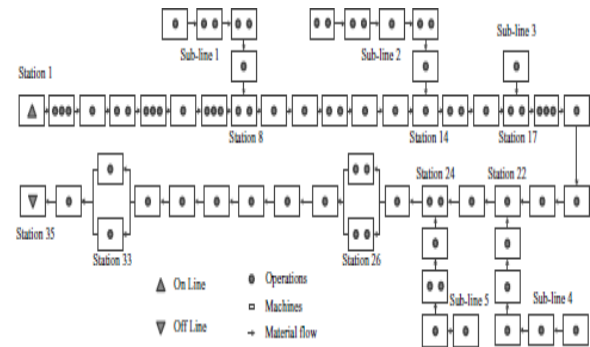 Sub-line 1
Sub-line 2
Sub-line 3
Station 1
Station 8
Station 14
Station 17
Station 24
Station 22
Station 35
Station 33
Station 26
On Line
Operations
Machines
Sub-line 5
Sub-line 4
Off Line
Material flow